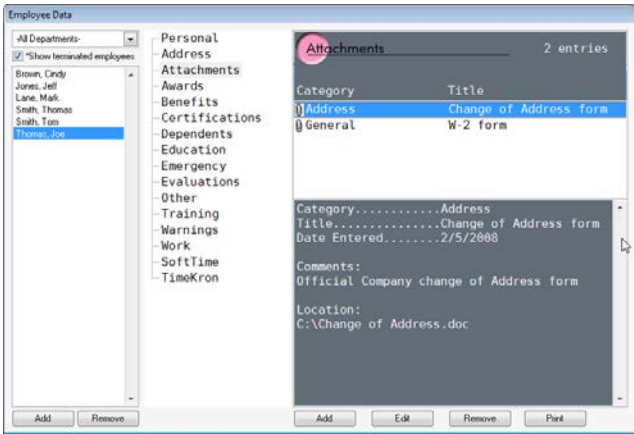 Employee Data
-All Departments-
*Show terminated employees
Brown, Cindy
Jones, Jeff
Lane, Mark
Smith, Thomas
Smith, Tom
Thomas, Joe
Add Remove
Personal
Address
Attachments
Awards
Benefits
Certifications
Dependents
Education
Emergency
Evaluations
Other
Training
Warnings
Work
SoftTime
TimeKron
Attachments 2 entries
Category Title
Address Change of Address form
General W-2 form
Category............Address
Title...............Change of Address form
Date Entered........2/5/2008
Comments:
Official Company change of Address form
Location:
C:\Change of Address.doc
Add Edit Remove Print